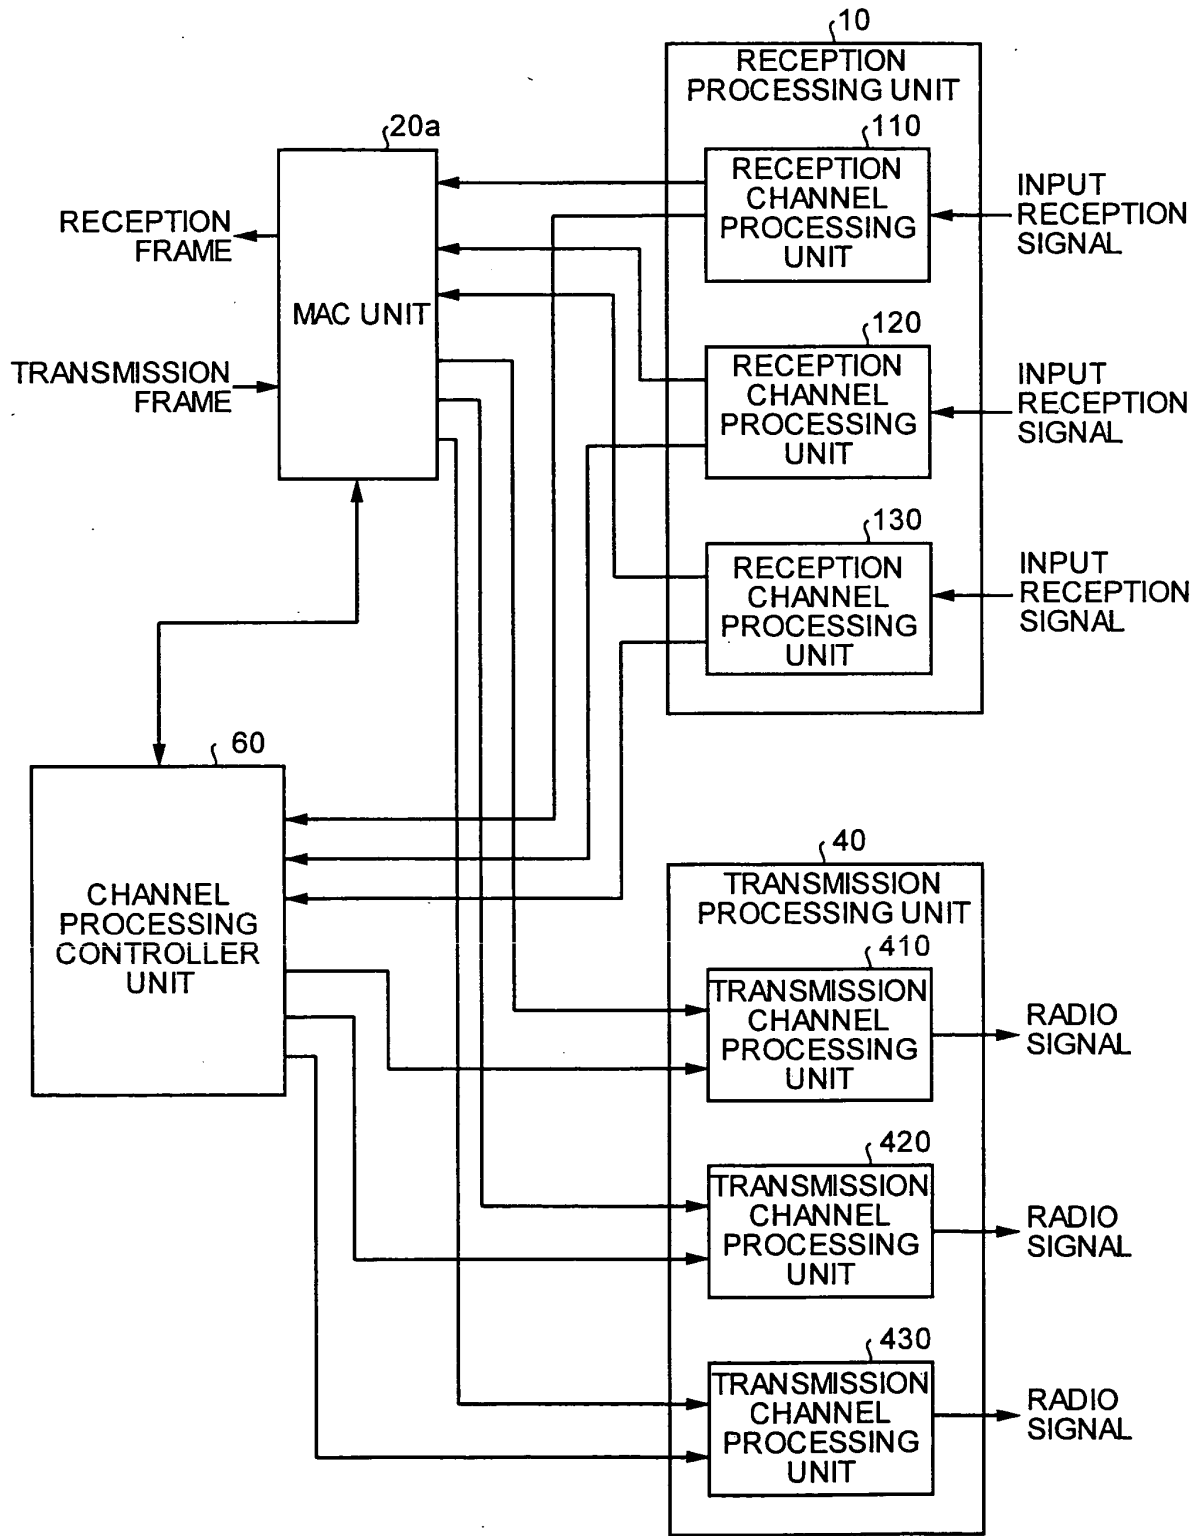 10
RECEPTION
PROCESSING UNIT
20a
110
RECEPTION
CHANNEL
PROCESSING
UNIT
INPUT
RECEPTION
SIGNAL
RECEPTION
FRAME
MAC UNIT
120
TRANSMISSION
FRAME
RECEPTION
CHANNEL
PROCESSING
UNIT
INPUT
RECEPTION
SIGNAL
130
RECEPTION
CHANNEL
PROCESSING
UNIT
INPUT
RECEPTION
SIGNAL
60
CHANNEL
PROCESSING
CONTROLLER
UNIT
40
TRANSMISSION
PROCESSING UNIT
410
TRANSMISSION
CHANNEL
PROCESSING
UNIT
RADIO
SIGNAL
420
TRANSMISSION
CHANNEL
PROCESSING
UNIT
RADIO
SIGNAL
430
TRANSMISSION
CHANNEL
PROCESSING
UNIT
RADIO
SIGNAL